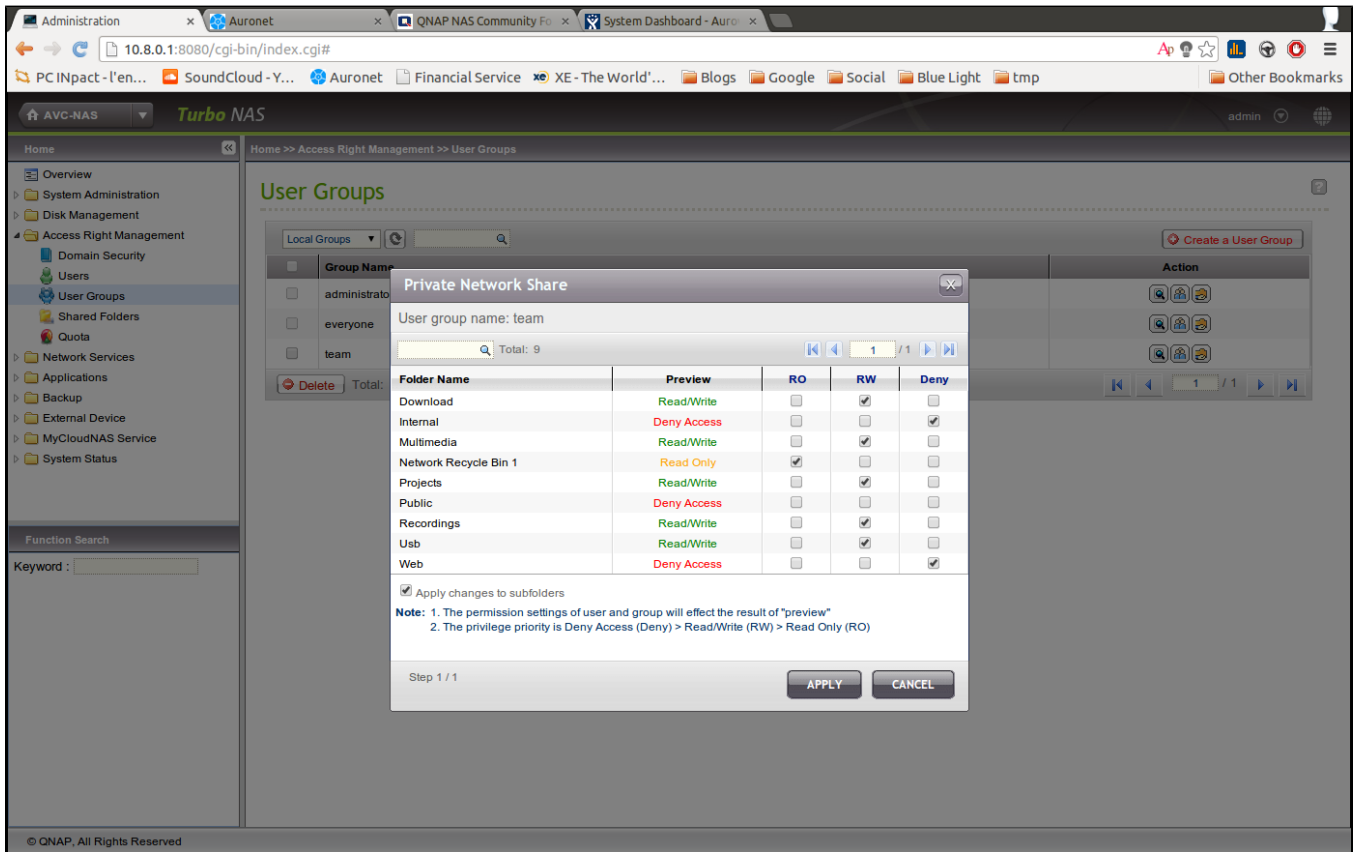 Administration
Auronet
QNAP NAS Community Fo
System Dashboard - Auro
10.8.0.1:8080/cgi-bin/index.cgi#
PC INpact - l'en...
SoundCloud - Y...
Auronet
Financial Service
XE - The World'...
Blogs
Google
Social
Blue Light
tmp
Other Bookmarks
AVC-NAS
Turbo NAS
admin
Home
Home >> Access Right Management >> User Groups
Overview
System Administration
Disk Management
Access Right Management
Domain Security
Users
User Groups
Shared Folders
Quota
Network Services
Applications
Backup
External Device
MyCloudNAS Service
System Status
Function Search
Keyword :
User Groups
Local Groups
Create a User Group
Group Name
Action
administrato
everyone
team
Delete
Total:
1 / 1
Private Network Share
User group name: team
Total: 9
1 / 1
Folder Name Preview RO RW Deny
Download Read/Write
Internal Deny Access
Multimedia Read/Write
Network Recycle Bin 1 Read Only
Projects Read/Write
Public Deny Access
Recordings Read/Write
Usb Read/Write
Web Deny Access
Apply changes to subfolders
Note: 1. The permission settings of user and group will effect the result of "preview"
2. The privilege priority is Deny Access (Deny) > Read/Write (RW) > Read Only (RO)
Step 1 / 1
APPLY
CANCEL
© QNAP, All Rights Reserved